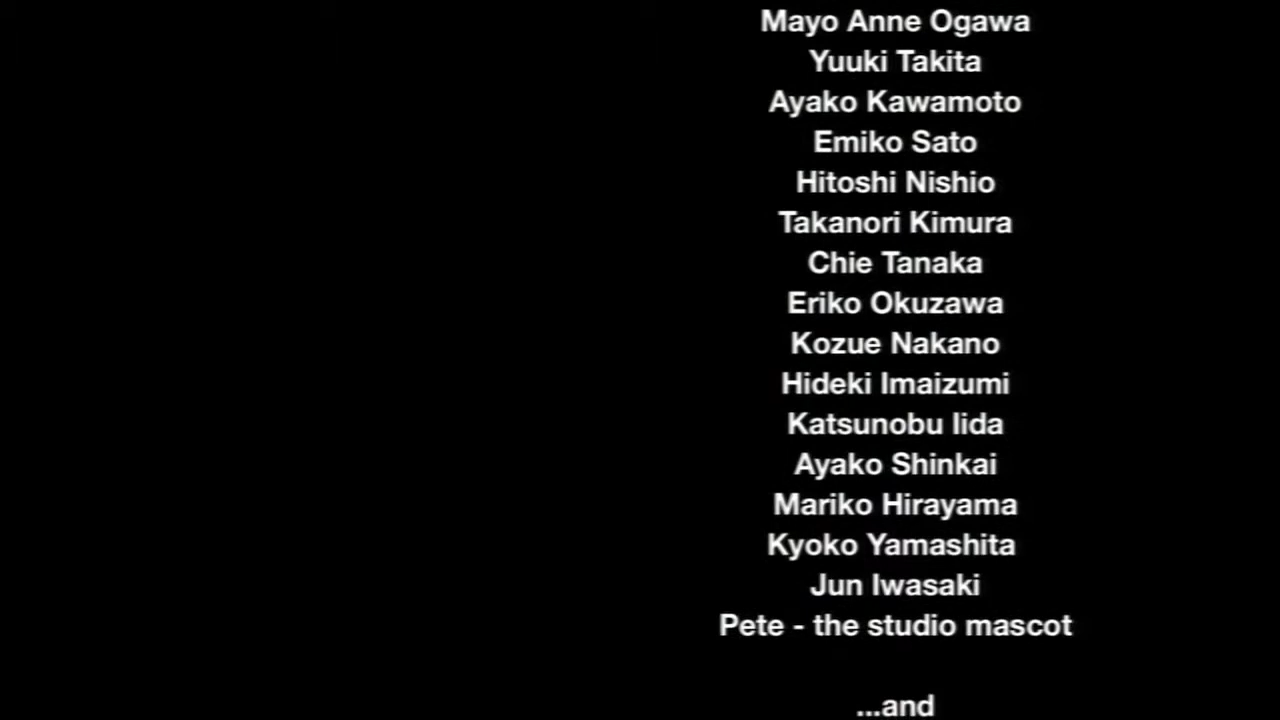 Mayo Anne Ogawa
Yuuki Takita
Ayako Kawamoto
Emiko Sato
Hitoshi Nishio
Takanori Kimura
Chie Tanaka
Eriko Okuzawa
Kozue Nakano
Hideki Imaizumi
Katsunobu Iida
Ayako Shinkai
Mariko Hirayama
Kyoko Yamashita
Jun Iwasaki
Pete - the studio mascot
...and